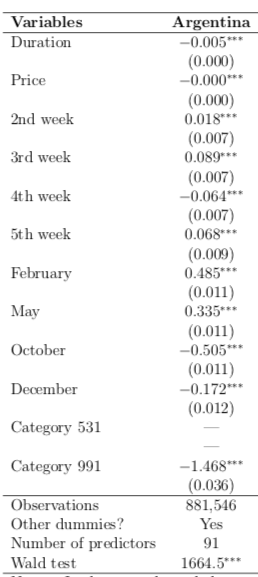 Variables Argentina
Duration −0.005***
(0.000)
Price −0.000***
(0.000)
2nd week 0.018***
(0.007)
3rd week 0.089***
(0.007)
4th week −0.064***
(0.007)
5th week 0.068***
(0.009)
February 0.485***
(0.011)
May 0.335***
(0.011)
October −0.505***
(0.011)
December −0.172***
(0.012)
Category 531 —
—
Category 991 −1.468***
(0.036)
Observations 881,546
Other dummies? Yes
Number of predictors 91
Wald test 1664.5***